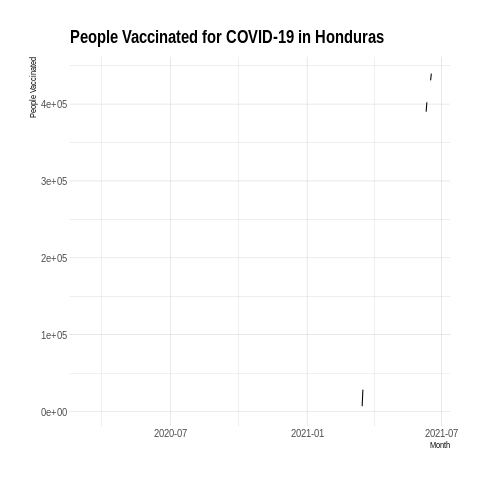 People Vaccinated for COVID-19 in Honduras
People Vaccinated
4e+05
3e+05
2e+05
1e+05
0e+00
2020-07
2021-01
2021-07
Month